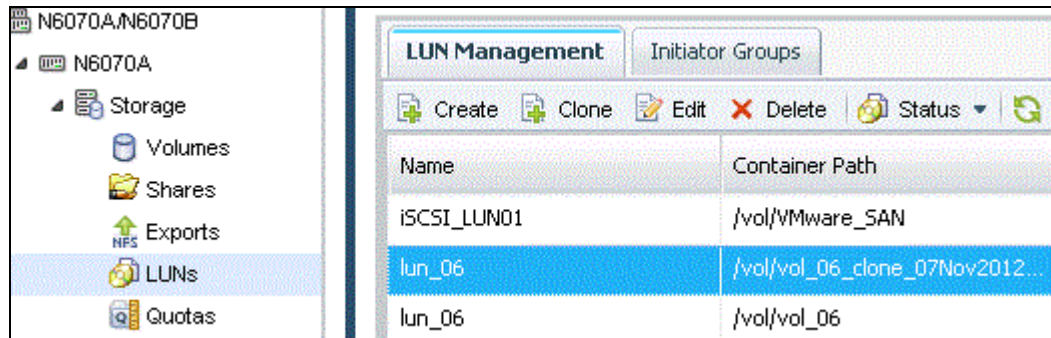 N6070A/N6070B
N6070A
Storage
Volumes
Shares
NFS Exports
LUNs
Quotas
LUN Management Initiator Groups
Create Clone Edit Delete Status
Name Container Path
iSCSI_LUN01 /vol/VMware_SAN
lun_06 /vol/vol_06_clone_07Nov2012...
lun_06 /vol/vol_06